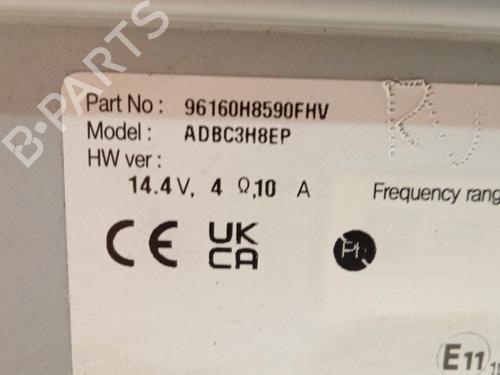 B-PARTS
Part No : 96160H8590FHV
Model : ADBC3H8EP
HW ver :
14.4V, 4 Ω,10 A
Frequency rang
CE UK
CA
E11